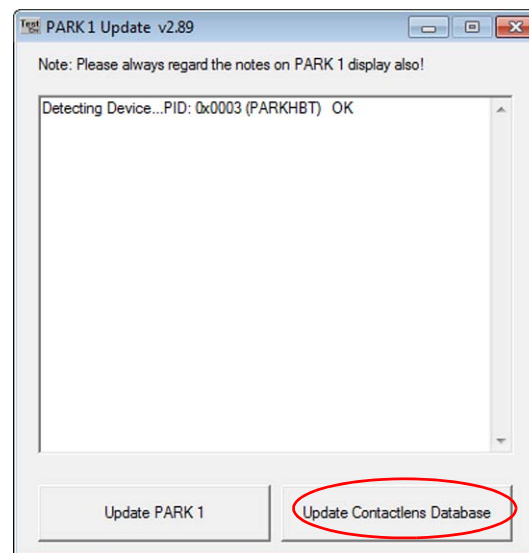 Test
PARK 1 Update v2.89
Note: Please always regard the notes on PARK 1 display also!
Detecting Device...PID: 0x0003 (PARKHBT) OK
Update PARK 1
Update Contactlens Database